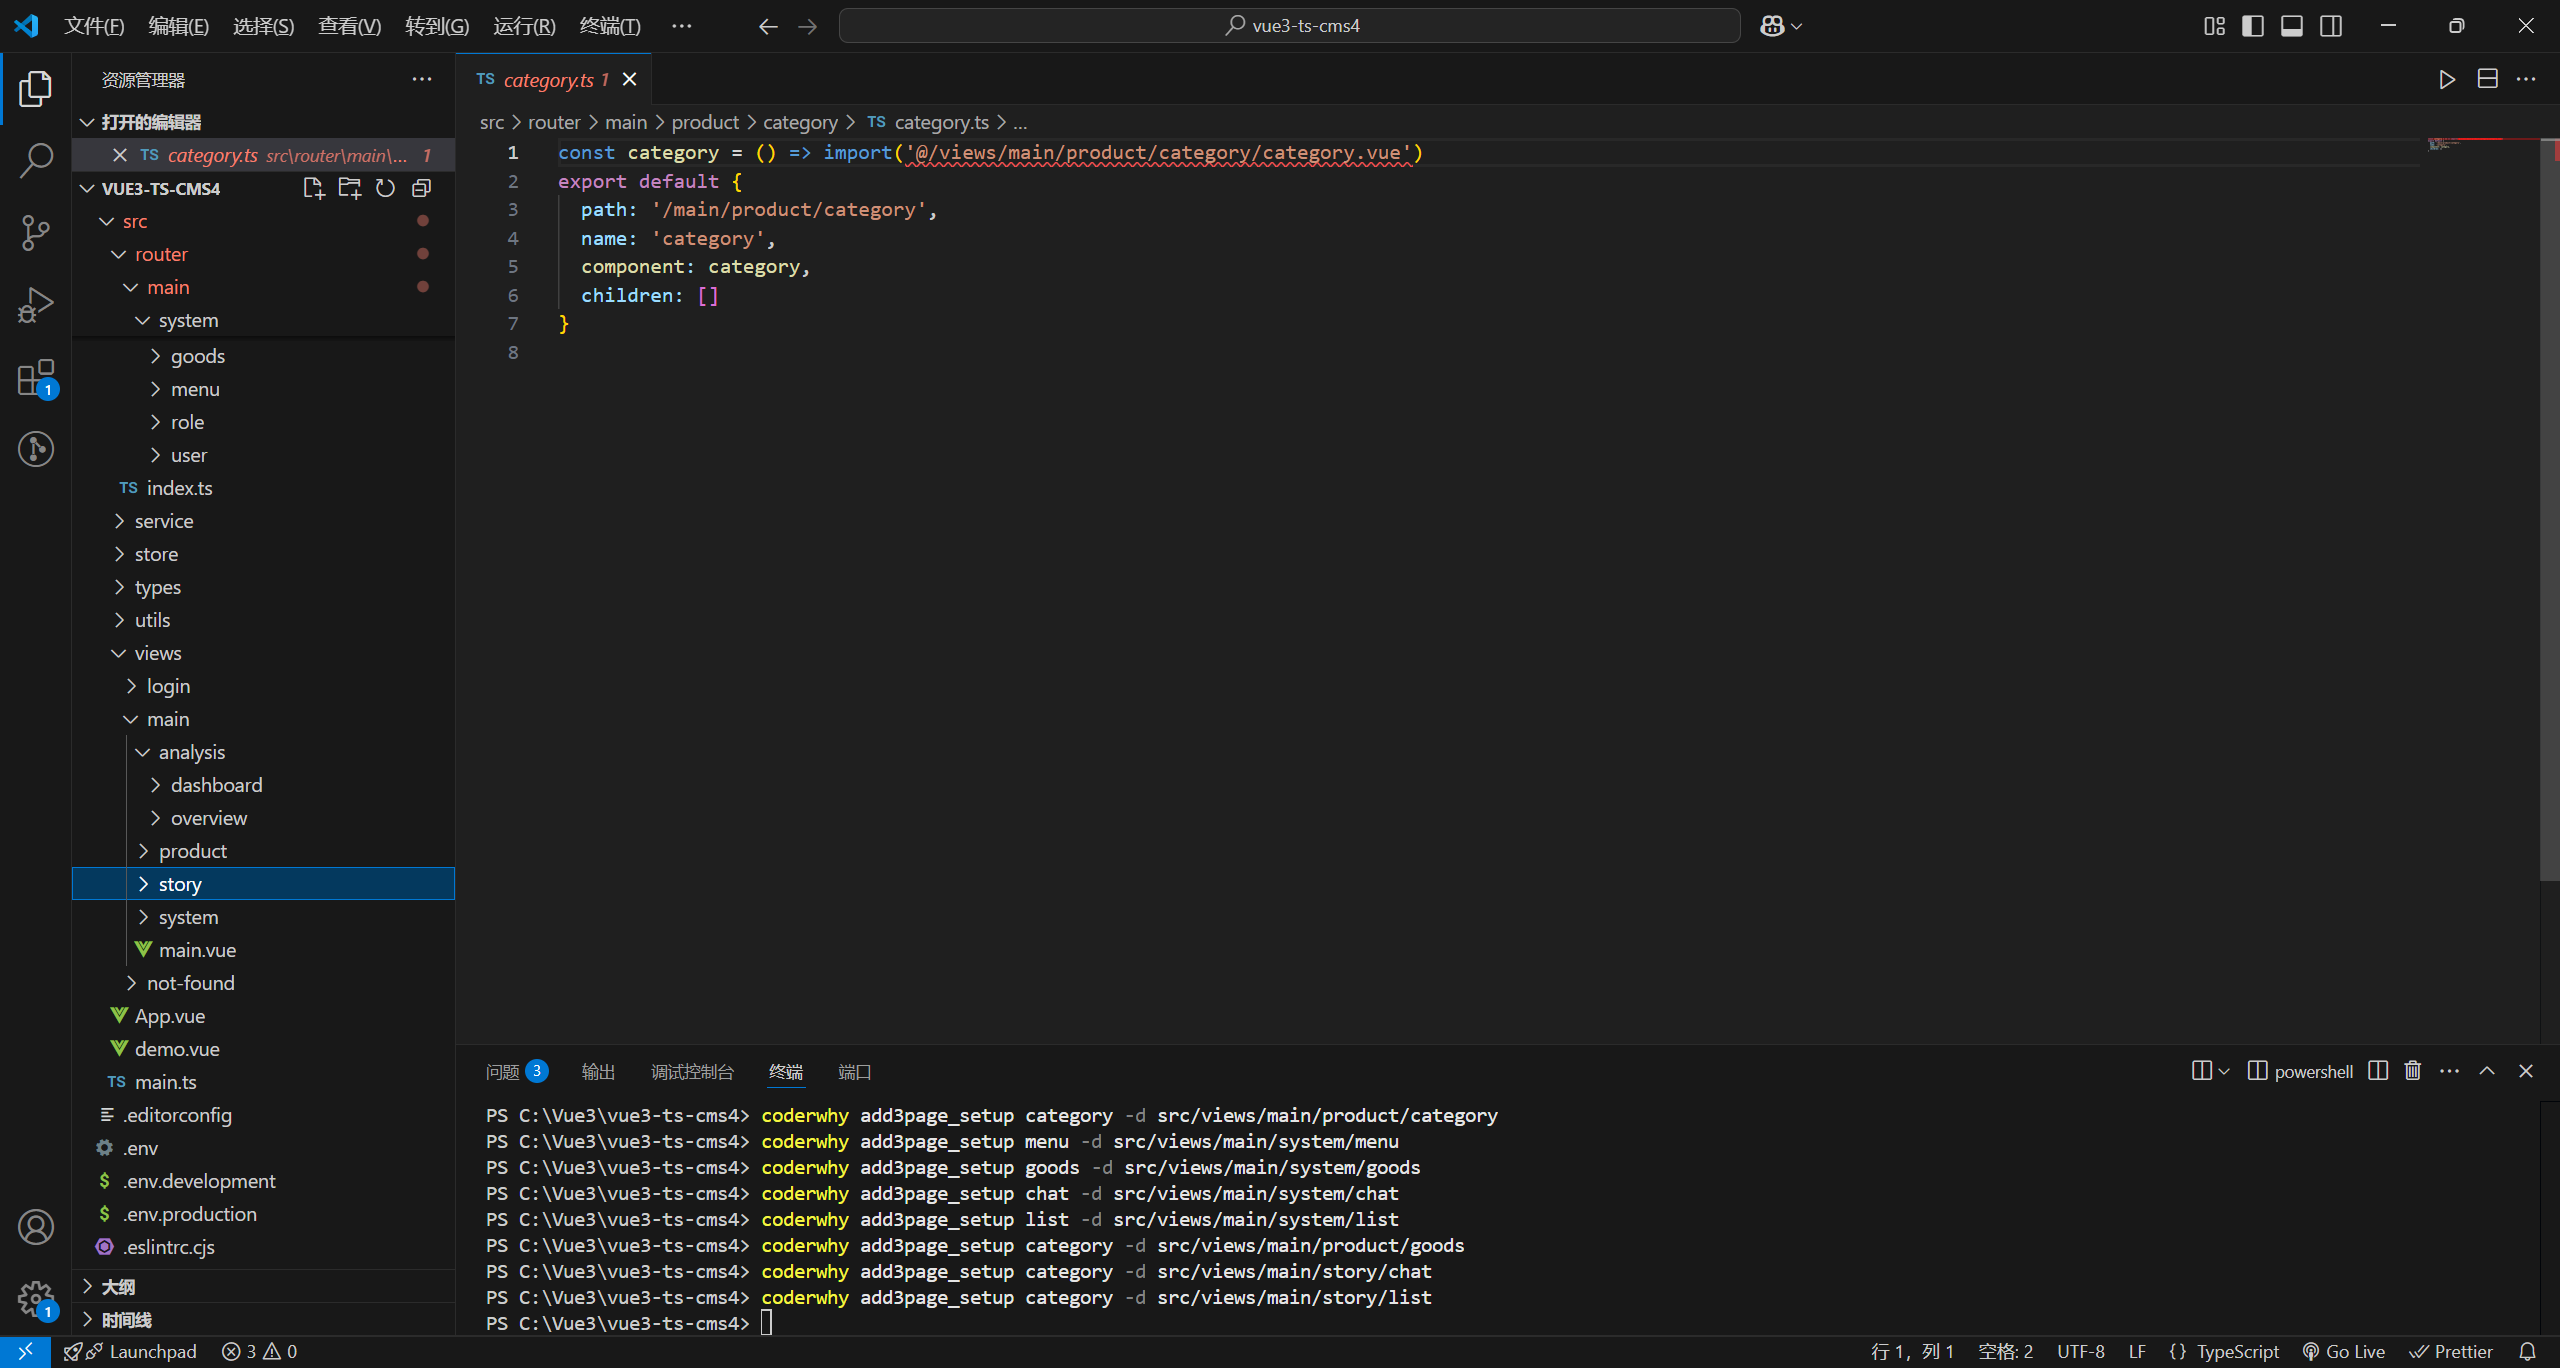 文件(F) 编辑(E) 选择(S) 查看(V) 转到(G) 运行(R) 终端(T) ··· vue3-ts-cms4
资源管理器 ···
打开的编辑器
TS category.ts src\router\main\... 1
VUE3-TS-CMS4
src
router
main
system
goods
menu
role
user
TS index.ts
service
store
types
utils
views
login
main
analysis
dashboard
overview
product
story
system
main.vue
not-found
App.vue
demo.vue
TS main.ts
.editorconfig
.env
$ .env.development
$ .env.production
.eslintrc.cjs
大纲
时间线
1
1
TS category.ts 1
src > router > main > product > category > TS category.ts > ...
1 const category = () => import('@/views/main/product/category/category.vue')
2 export default {
3 path: '/main/product/category',
4 name: 'category',
5 component: category,
6 children: []
7 }
8
问题 3 输出 调试控制台 终端 端口 powershell ···
PS C:\Vue3\vue3-ts-cms4> coderwhy add3page_setup category -d src/views/main/product/category
PS C:\Vue3\vue3-ts-cms4> coderwhy add3page_setup menu -d src/views/main/system/menu
PS C:\Vue3\vue3-ts-cms4> coderwhy add3page_setup goods -d src/views/main/system/goods
PS C:\Vue3\vue3-ts-cms4> coderwhy add3page_setup chat -d src/views/main/system/chat
PS C:\Vue3\vue3-ts-cms4> coderwhy add3page_setup list -d src/views/main/system/list
PS C:\Vue3\vue3-ts-cms4> coderwhy add3page_setup category -d src/views/main/product/goods
PS C:\Vue3\vue3-ts-cms4> coderwhy add3page_setup category -d src/views/main/story/chat
PS C:\Vue3\vue3-ts-cms4> coderwhy add3page_setup category -d src/views/main/story/list
PS C:\Vue3\vue3-ts-cms4>
Launchpad 3 0 行 1，列 1 空格: 2 UTF-8 LF {} TypeScript Go Live Prettier